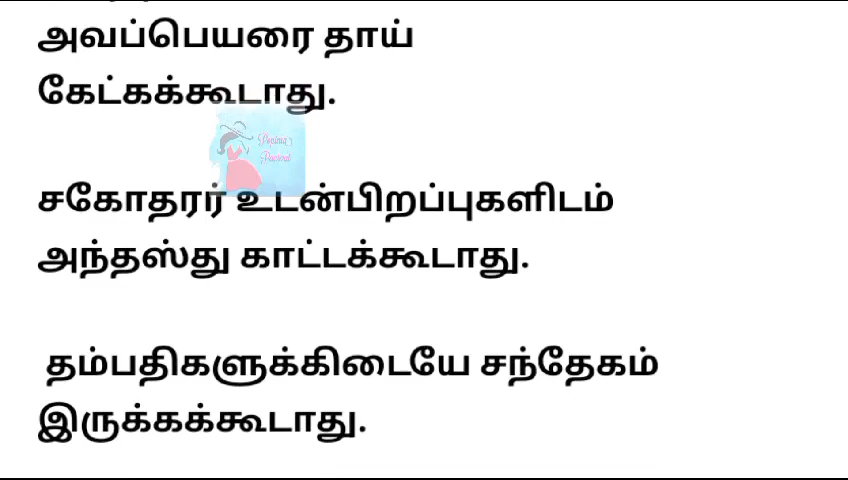 அவப்பெயரை தாய்
கேட்கக்கூடாது.
சகோதரர் உடன்பிறப்புகளிடம்
அந்தஸ்து காட்டக்கூடாது.
தம்பதிகளுக்கிடையே சந்தேகம்
இருக்கக்கூடாது.